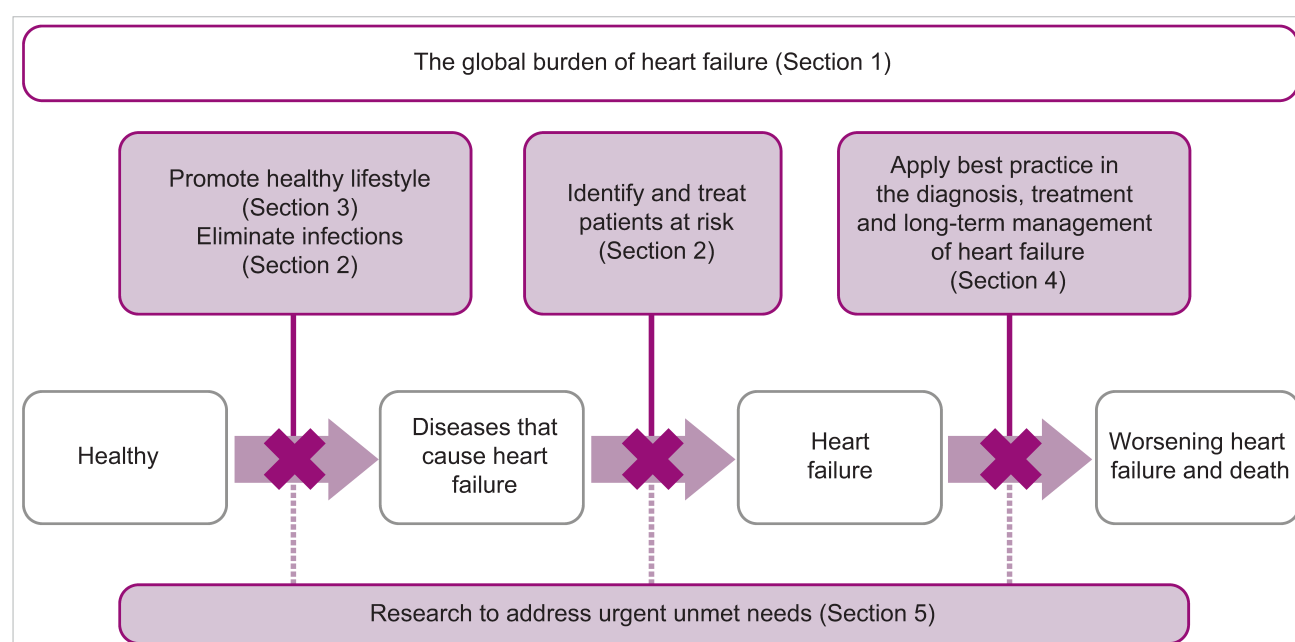 The global burden of heart failure (Section 1)
Promote healthy lifestyle
(Section 3)
Eliminate infections
(Section 2)
Identify and treat
patients at risk
(Section 2)
Apply best practice in
the diagnosis, treatment
and long-term management
of heart failure
(Section 4)
Healthy
Diseases that
cause heart
failure
Heart
failure
Worsening heart
failure and death
Research to address urgent unmet needs (Section 5)